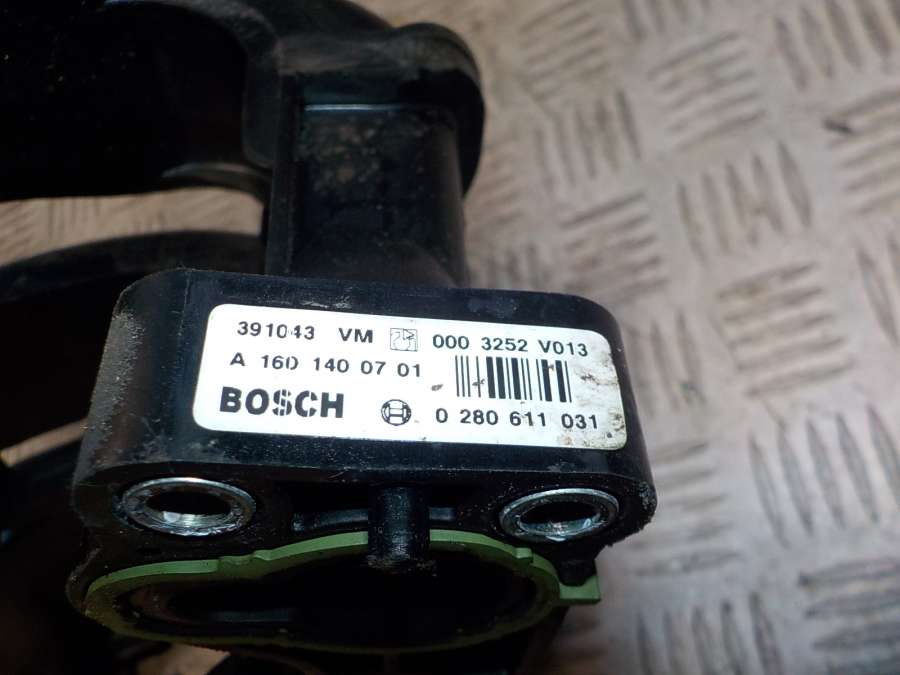 391043 VM 000 3252 V013
A 160 140 07 01
BOSCH 0 280 611 031